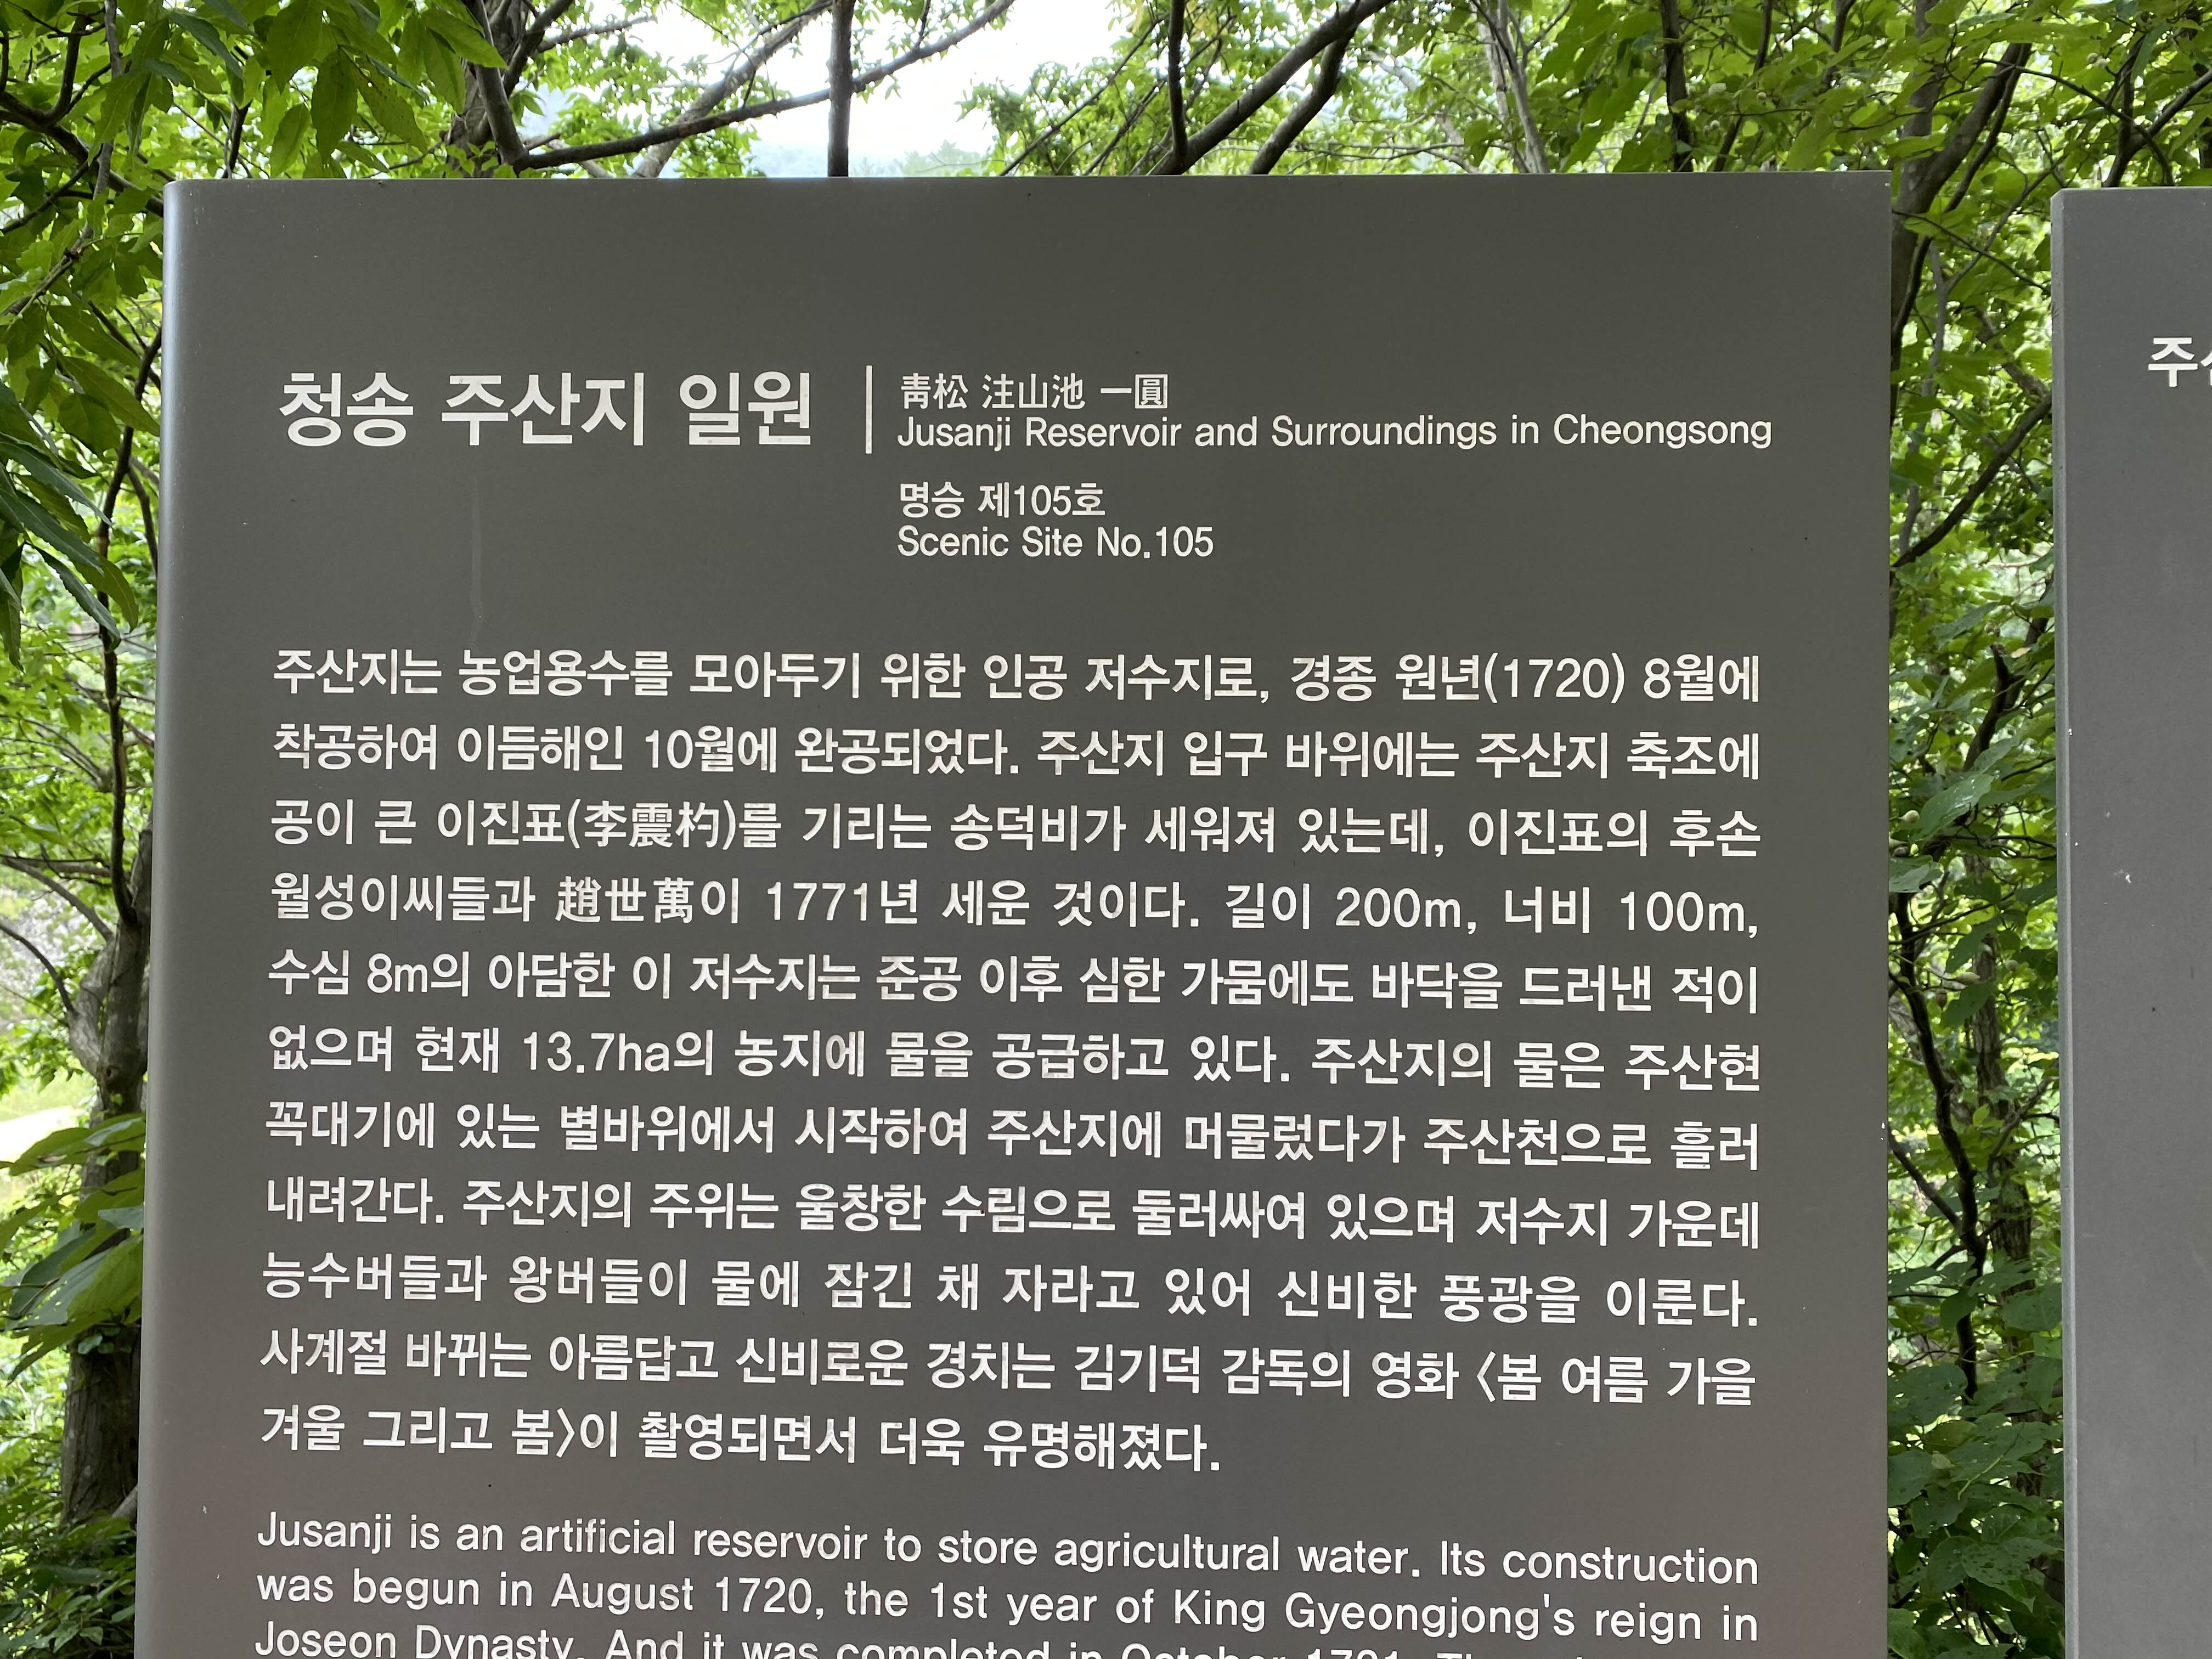 청송 주산지 일원
靑松 注山池 一圓
Jusanji Reservoir and Surroundings in Cheongsong
명승 제105호
Scenic Site No.105
주산지는 농업용수를 모아두기 위한 인공 저수지로, 경종 원년(1720) 8월에
착공하여 이듬해인 10월에 완공되었다. 주산지 입구 바위에는 주산지 축조에
공이 큰 이진표(李震杓)를 기리는 송덕비가 세워져 있는데, 이진표의 후손
월성이씨들과 趙世萬이 1771년 세운 것이다. 길이 200m, 너비 100m,
수심 8m의 아담한 이 저수지는 준공 이후 심한 가뭄에도 바닥을 드러낸 적이
없으며 현재 13.7ha의 농지에 물을 공급하고 있다. 주산지의 물은 주산현
꼭대기에 있는 별바위에서 시작하여 주산지에 머물렀다가 주산천으로 흘러
내려간다. 주산지의 주위는 울창한 수림으로 둘러싸여 있으며 저수지 가운데
능수버들과 왕버들이 물에 잠긴 채 자라고 있어 신비한 풍광을 이룬다.
사계절 바뀌는 아름답고 신비로운 경치는 김기덕 감독의 영화 〈봄 여름 가을
겨울 그리고 봄〉이 촬영되면서 더욱 유명해졌다.
Jusanji is an artificial reservoir to store agricultural water. Its construction
was begun in August 1720, the 1st year of King Gyeongjong's reign in
Joseon Dynasty. And it was completed in October 1721.
주산